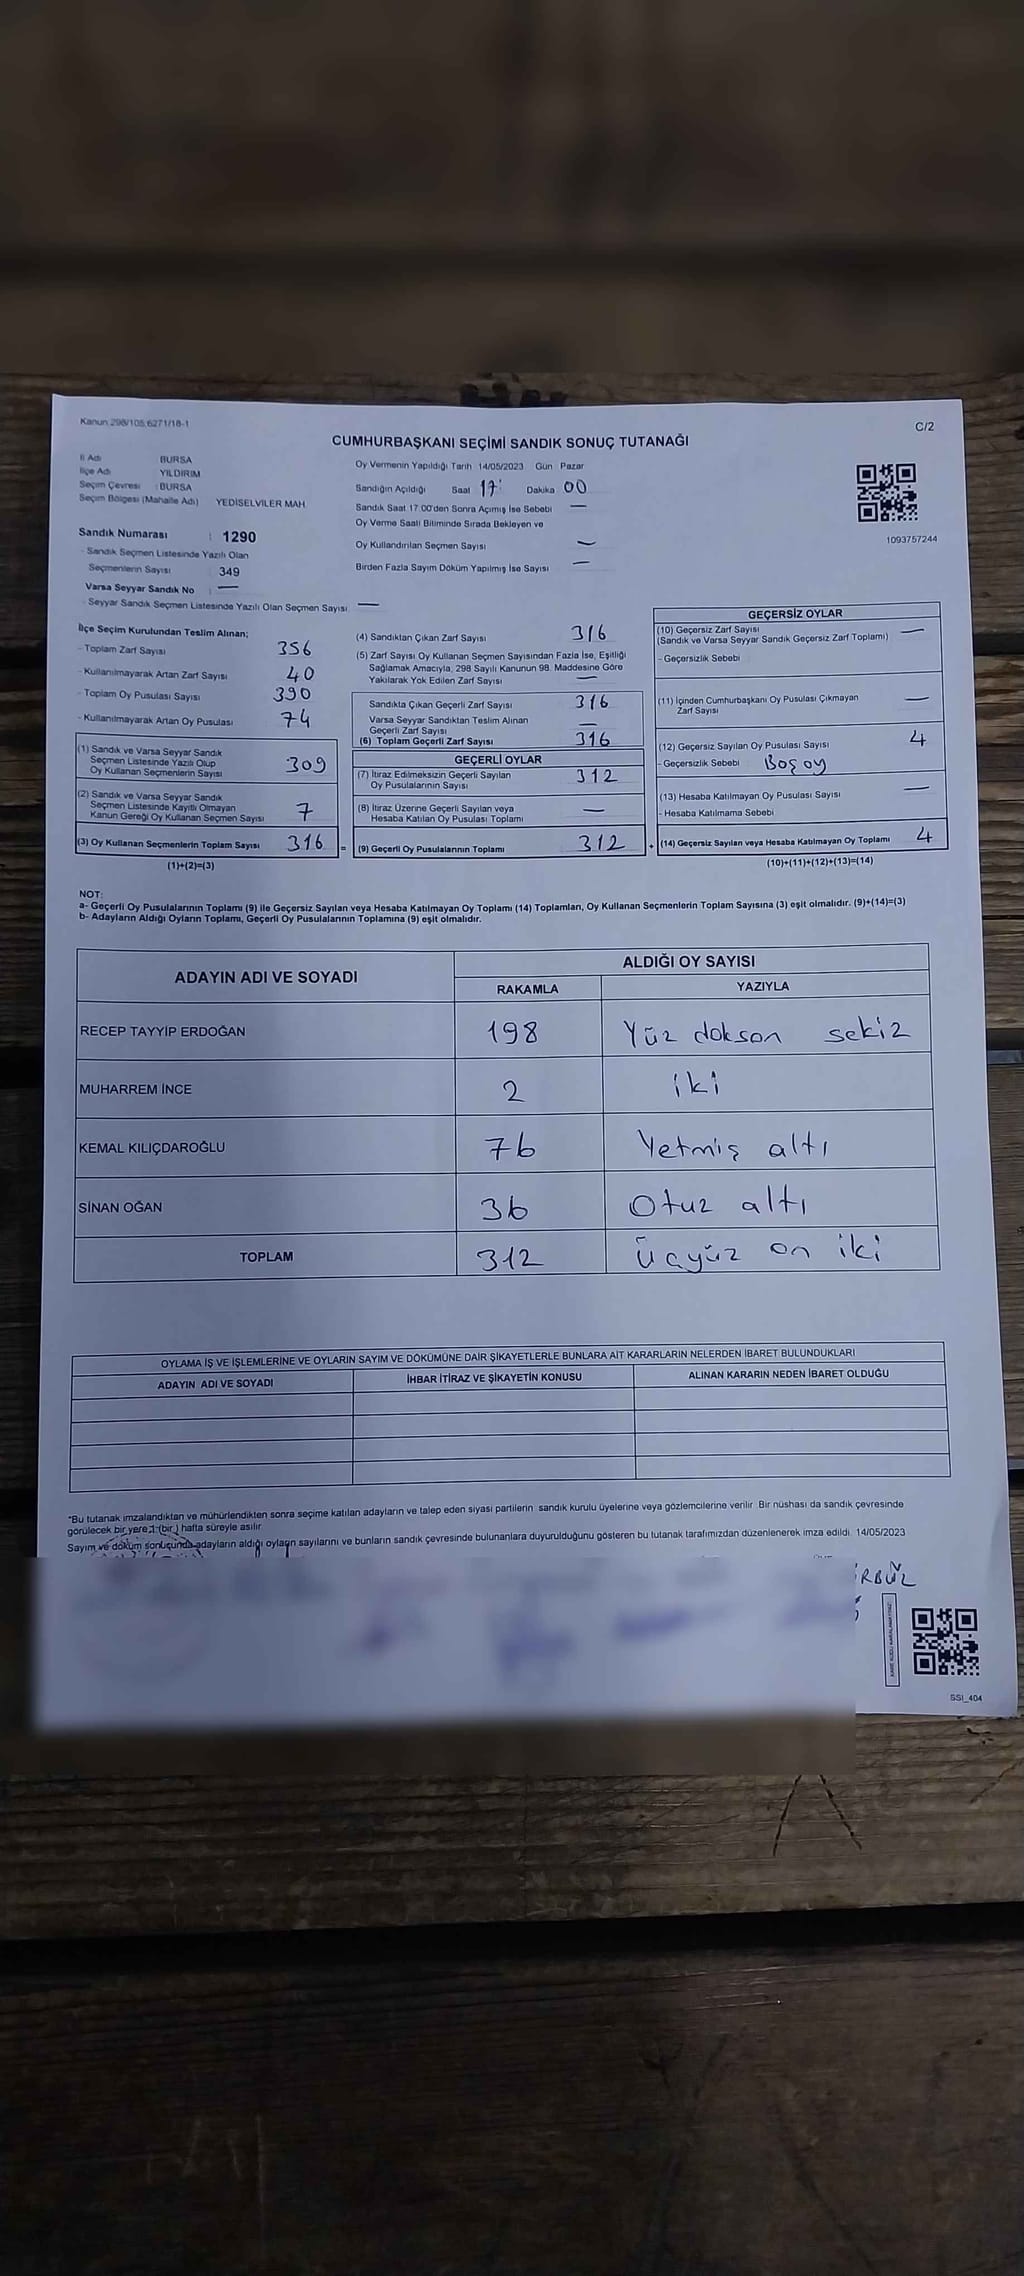 Kanun:298/105,6271/18-1
C/2
CUMHURBAŞKANI SEÇİMİ SANDIK SONUÇ TUTANAĞI
İl Adı : BURSA
İlçe Adı YILDIRIM
Seçim Çevresi : BURSA
Seçim Bölgesi (Mahalle Adı) YEDİSELVİLER MAH
Oy Vermenin Yapıldığı Tarih 14/05/2023 Gün Pazar
Sandığın Açıldığı Saat 17: Dakika 00
Sandık Saat 17:00'den Sonra Açımış İse Sebebi —
Oy Verme Saati Bitiminde Sırada Bekleyen ve
Oy Kullandırılan Seçmen Sayısı —
Birden Fazla Sayım Döküm Yapılmış İse Sayısı —
1093757244
Sandık Numarası : 1290
- Sandık Seçmen Listesinde Yazılı Olan
Seçmenlerin Sayısı : 349
Varsa Seyyar Sandık No —
- Seyyar Sandık Seçmen Listesinde Yazılı Olan Seçmen Sayısı —
İlçe Seçim Kurulundan Teslim Alınan;
- Toplam Zarf Sayısı 356
- Kullanılmayarak Artan Zarf Sayısı 40
- Toplam Oy Pusulası Sayısı 390
- Kullanılmayarak Artan Oy Pusulası 74
(1) Sandık ve Varsa Seyyar Sandık
Seçmen Listesinde Yazılı Olup
Oy Kullanan Seçmenlerin Sayısı 309
(2) Sandık ve Varsa Seyyar Sandık
Seçmen Listesinde Kayıtlı Olmayan
Kanun Gereği Oy Kullanan Seçmen Sayısı 7
(3) Oy Kullanan Seçmenlerin Toplam Sayısı 316 =
(1)+(2)=(3)
(4) Sandıktan Çıkan Zarf Sayısı 316
(5) Zarf Sayısı Oy Kullanan Seçmen Sayısından Fazla İse, Eşitliği
Sağlamak Amacıyla, 298 Sayılı Kanunun 98. Maddesine Göre
Yakılarak Yok Edilen Zarf Sayısı —
Sandıkta Çıkan Geçerli Zarf Sayısı 316
Varsa Seyyar Sandıktan Teslim Alınan
Geçerli Zarf Sayısı —
(6) Toplam Geçerli Zarf Sayısı 316
GEÇERLİ OYLAR
(7) İtiraz Edilmeksizin Geçerli Sayılan
Oy Pusulalarının Sayısı 312
(8) İtiraz Üzerine Geçerli Sayılan veya
Hesaba Katılan Oy Pusulası Toplamı —
(9) Geçerli Oy Pusulalarının Toplamı 312 +
GEÇERSİZ OYLAR
(10) Geçersiz Zarf Sayısı —
(Sandık ve Varsa Seyyar Sandık Geçersiz Zarf Toplamı)
- Geçersizlik Sebebi
(11) İçinden Cumhurbaşkanı Oy Pusulası Çıkmayan
Zarf Sayısı —
(12) Geçersiz Sayılan Oy Pusulası Sayısı 4
- Geçersizlik Sebebi Boş oy
(13) Hesaba Katılmayan Oy Pusulası Sayısı —
- Hesaba Katılmama Sebebi
(14) Geçersiz Sayılan veya Hesaba Katılmayan Oy Toplamı 4
(10)+(11)+(12)+(13)=(14)
NOT:
a- Geçerli Oy Pusulalarının Toplamı (9) ile Geçersiz Sayılan veya Hesaba Katılmayan Oy Toplamı (14) Toplamları, Oy Kullanan Seçmenlerin Toplam Sayısına (3) eşit olmalıdır. (9)+(14)=(3)
b- Adayların Aldığı Oyların Toplamı, Geçerli Oy Pusulalarının Toplamına (9) eşit olmalıdır.
ADAYIN ADI VE SOYADI
ALDIĞI OY SAYISI
RAKAMLA YAZIYLA
RECEP TAYYİP ERDOĞAN 198 Yüz dokson sekiz
MUHARREM İNCE 2 iki
KEMAL KILIÇDAROĞLU 76 Yetmiş altı
SİNAN OĞAN 36 Otuz altı
TOPLAM 312 Üçyüz on iki
OYLAMA İŞ VE İŞLEMLERİNE VE OYLARIN SAYIM VE DÖKÜMÜNE DAİR ŞİKAYETLERLE BUNLARA AİT KARARLARIN NELERDEN İBARET BULUNDUKLARI
ADAYIN ADI VE SOYADI İHBAR İTİRAZ VE ŞİKAYETİN KONUSU ALINAN KARARIN NEDEN İBARET OLDUĞU
*Bu tutanak imzalandıktan ve mühürlendikten sonra seçime katılan adayların ve talep eden siyasi partilerin sandık kurulu üyelerine veya gözlemcilerine verilir. Bir nüshası da sandık çevresinde
görülecek bir yere 1 (bir ) hafta süreyle asılır
Sayım ve döküm sonucunda adayların aldığı oyların sayılarını ve bunların sandık çevresinde bulunanlara duyurulduğunu gösteren bu tutanak tarafımızdan düzenlenerek imza edildi. 14/05/2023
SSI_404